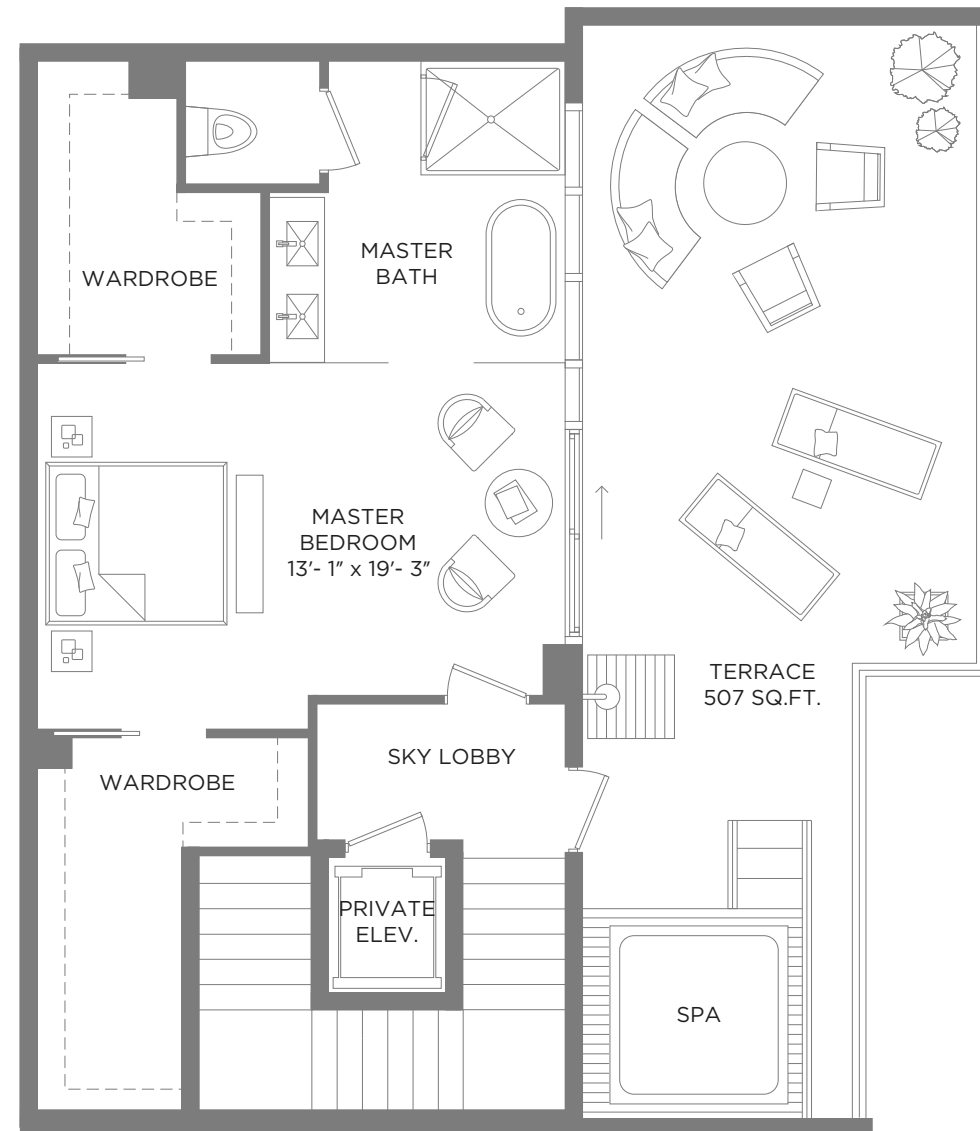 MASTER
BATH
WARDROBE
MASTER
BEDROOM
13'- 1" x 19'- 3"
TERRACE
507 SQ.FT.
SKY LOBBY
WARDROBE
PRIVATE
ELEV.
SPA